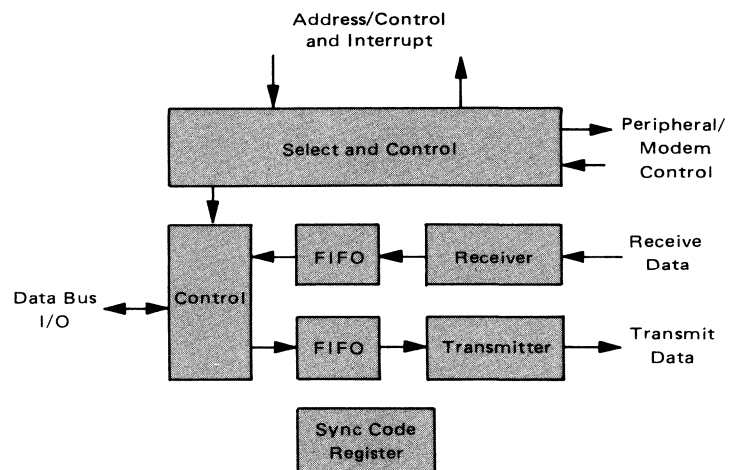 Address/Control
and Interrupt
Select and Control
Peripheral/
Modem
Control
FIFO
Receiver
Receive
Data
Control
Data Bus
I/O
FIFO
Transmitter
Transmit
Data
Sync Code
Register